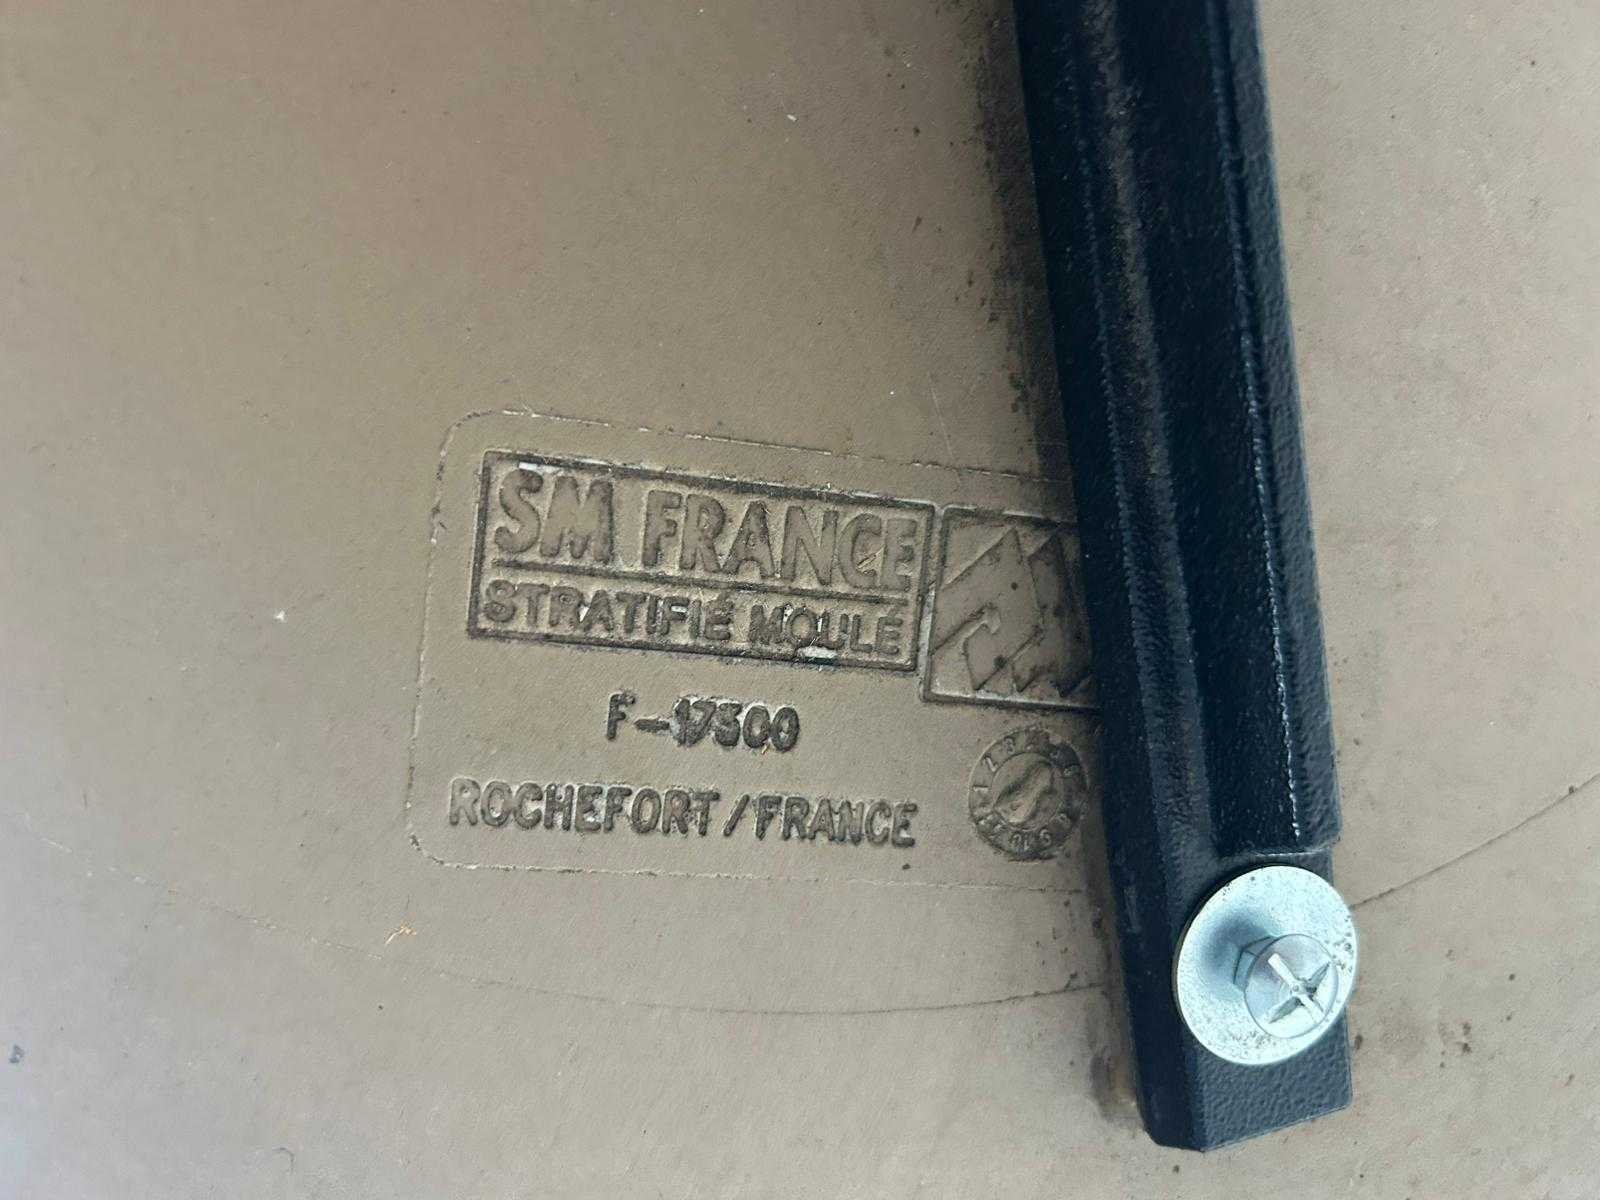 SM FRANCE
STRATIFIÉ MOULÉ
F-17300
ROCHEFORT/FRANCE